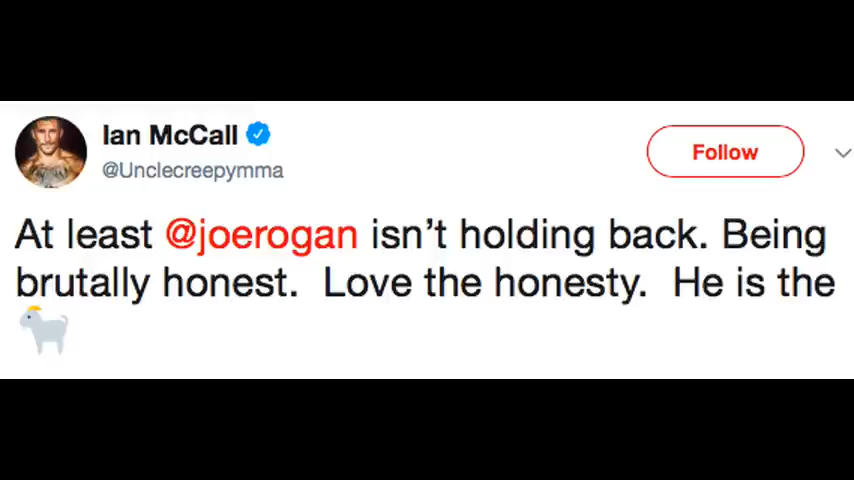 Ian McCall
@Unclecreepymma
Follow
At least @joerogan isn’t holding back. Being
brutally honest.  Love the honesty.  He is the
🐐